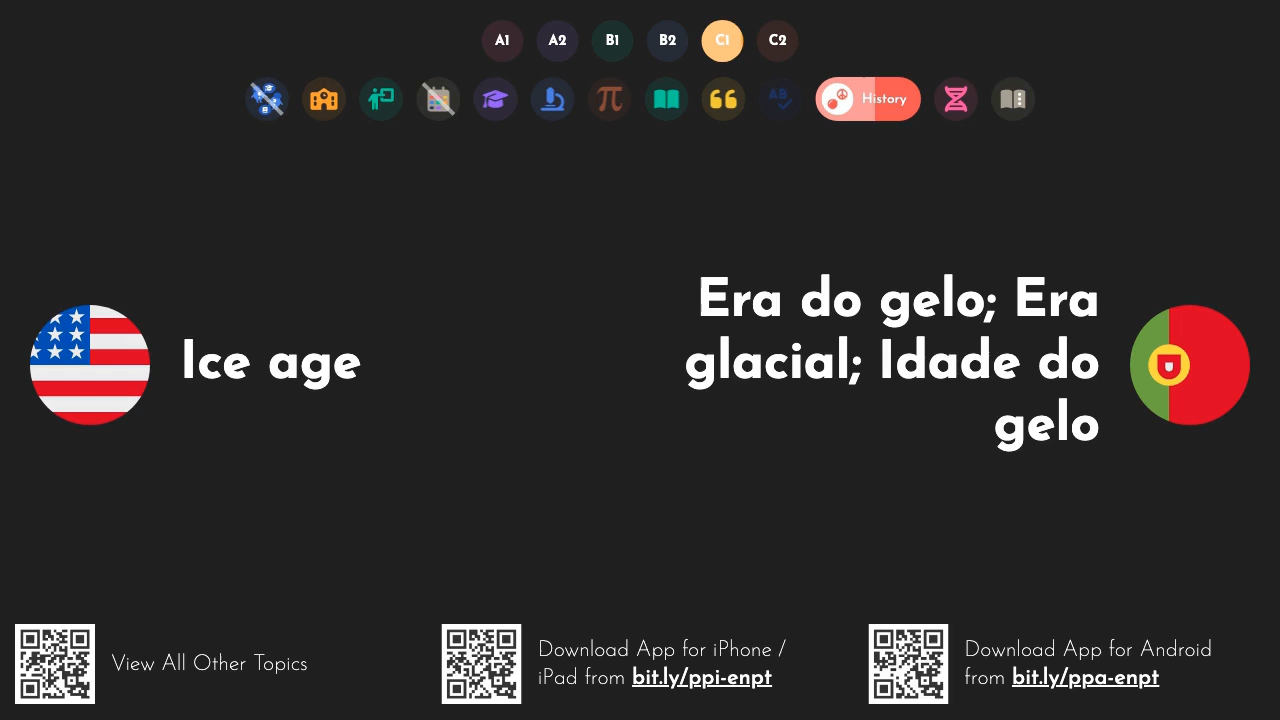 A1 A2 B1 B2 C1 C2
AB
History
Ice age
Era do gelo; Era
glacial; Idade do
gelo
View All Other Topics
Download App for iPhone /
iPad from bit.ly/ppi-enpt
Download App for Android
from bit.ly/ppa-enpt